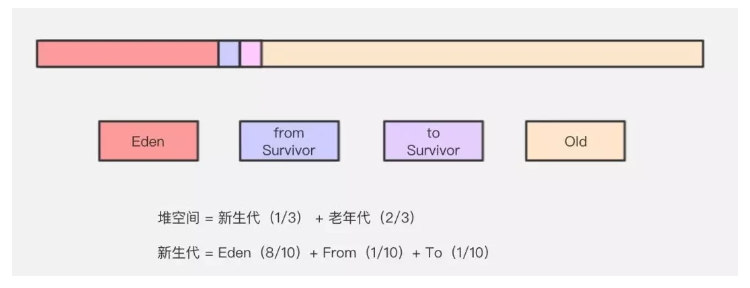 Eden
from
Survivor
to
Survivor
Old
堆空间 = 新生代（1/3） + 老年代（2/3）
新生代 = Eden（8/10）+ From（1/10）+ To（1/10）